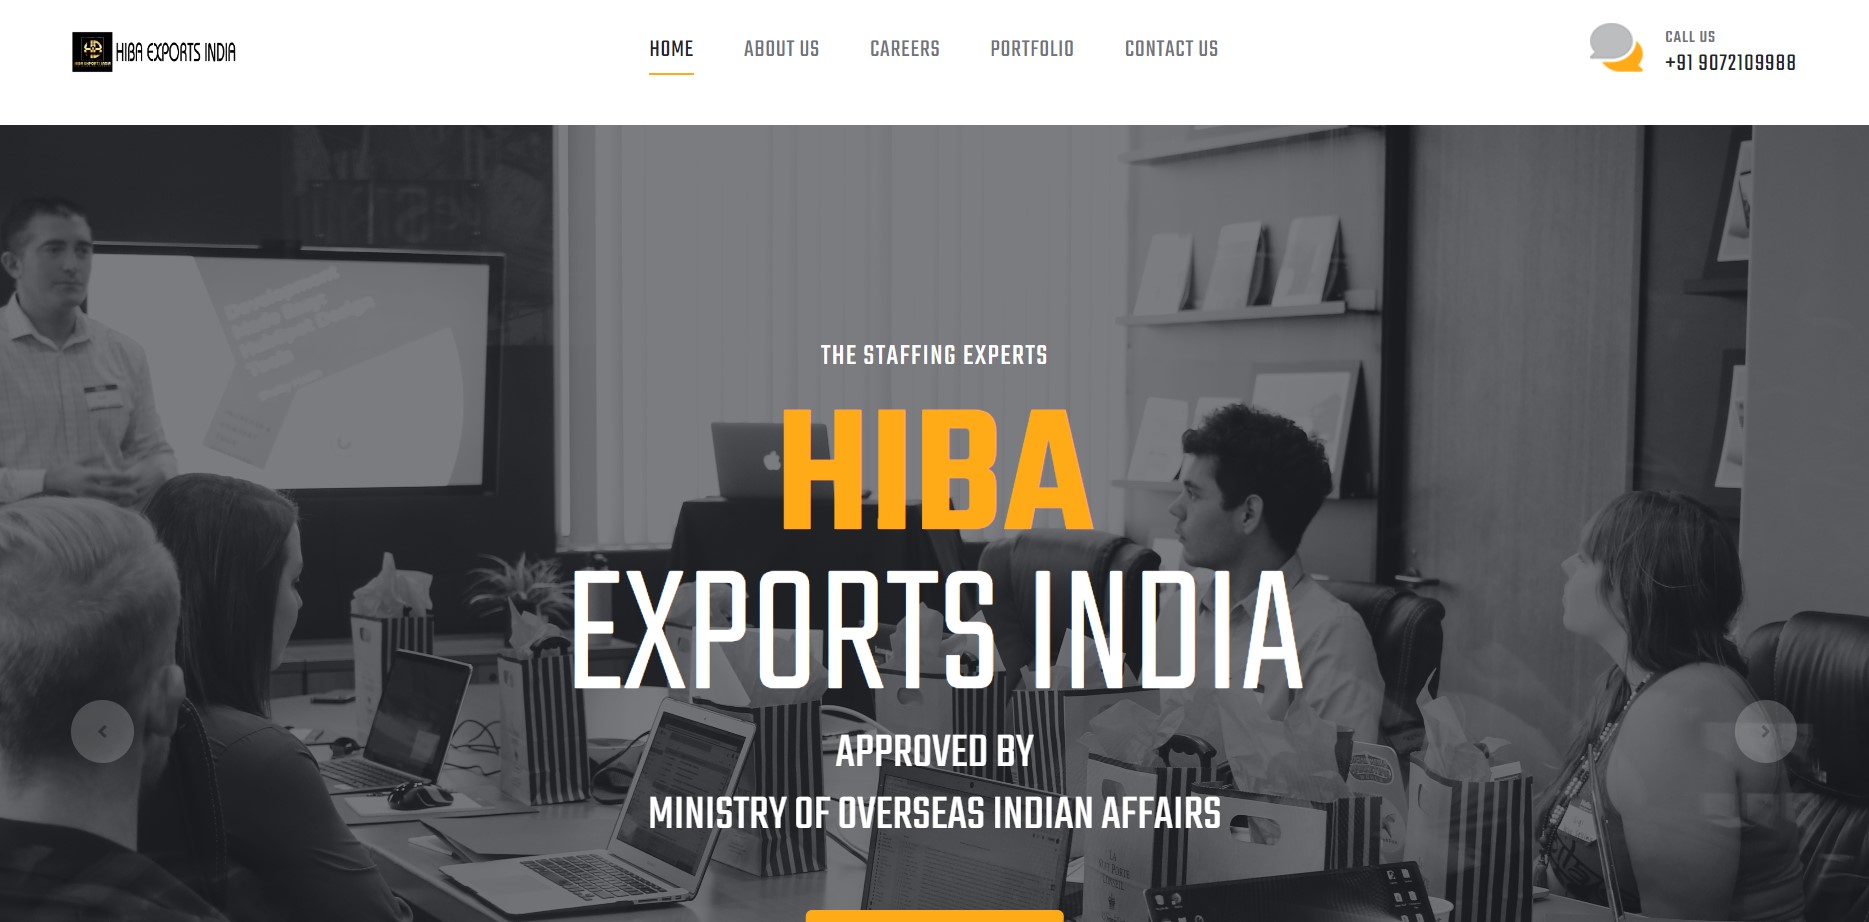 HIBA EXPORTS INDIA
HOME ABOUT US CAREERS PORTFOLIO CONTACT US
CALL US
+91 9072109988
THE STAFFING EXPERTS
HIBA
EXPORTS INDIA
APPROVED BY
MINISTRY OF OVERSEAS INDIAN AFFAIRS